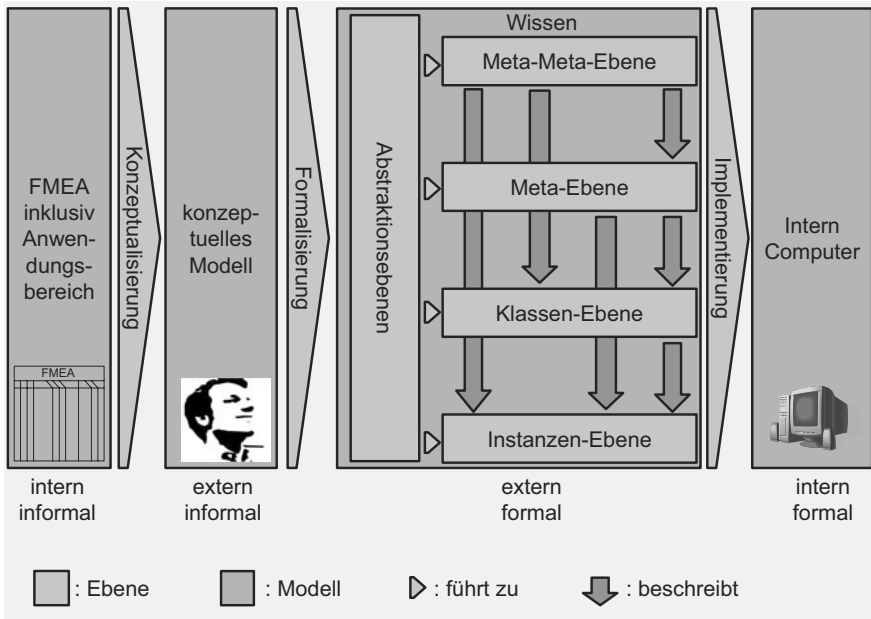 FMEA
inklusiv
Anwen-
dungs-
bereich
FMEA
Konzeptualisierung
konzep-
tuelles
Modell
Formalisierung
Wissen
Abstraktionsebenen
Meta-Meta-Ebene
Meta-Ebene
Klassen-Ebene
Instanzen-Ebene
Implementierung
Intern
Computer
intern
informal
extern
informal
extern
formal
intern
formal
: Ebene
: Modell
: führt zu
: beschreibt